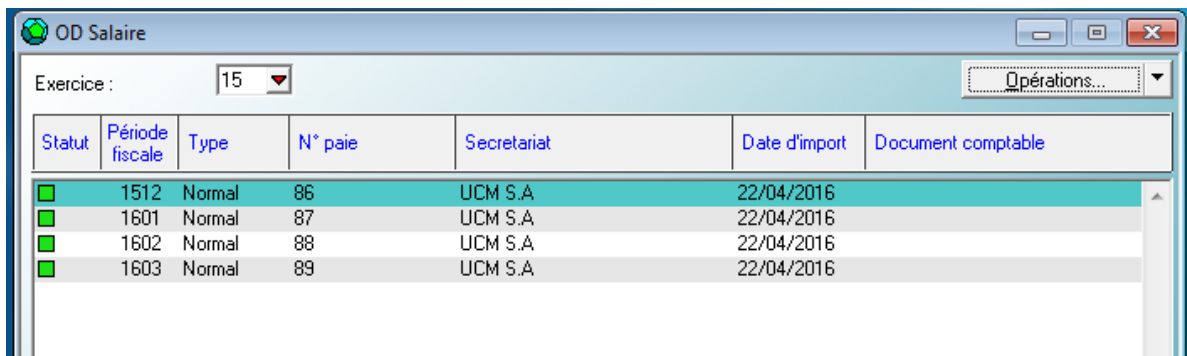 OD Salaire
Exercice : 15 Opérations...
Statut Période fiscale Type N° paie Secretariat Date d'import Document comptable
1512 Normal 86 UCM S.A 22/04/2016
1601 Normal 87 UCM S.A 22/04/2016
1602 Normal 88 UCM S.A 22/04/2016
1603 Normal 89 UCM S.A 22/04/2016